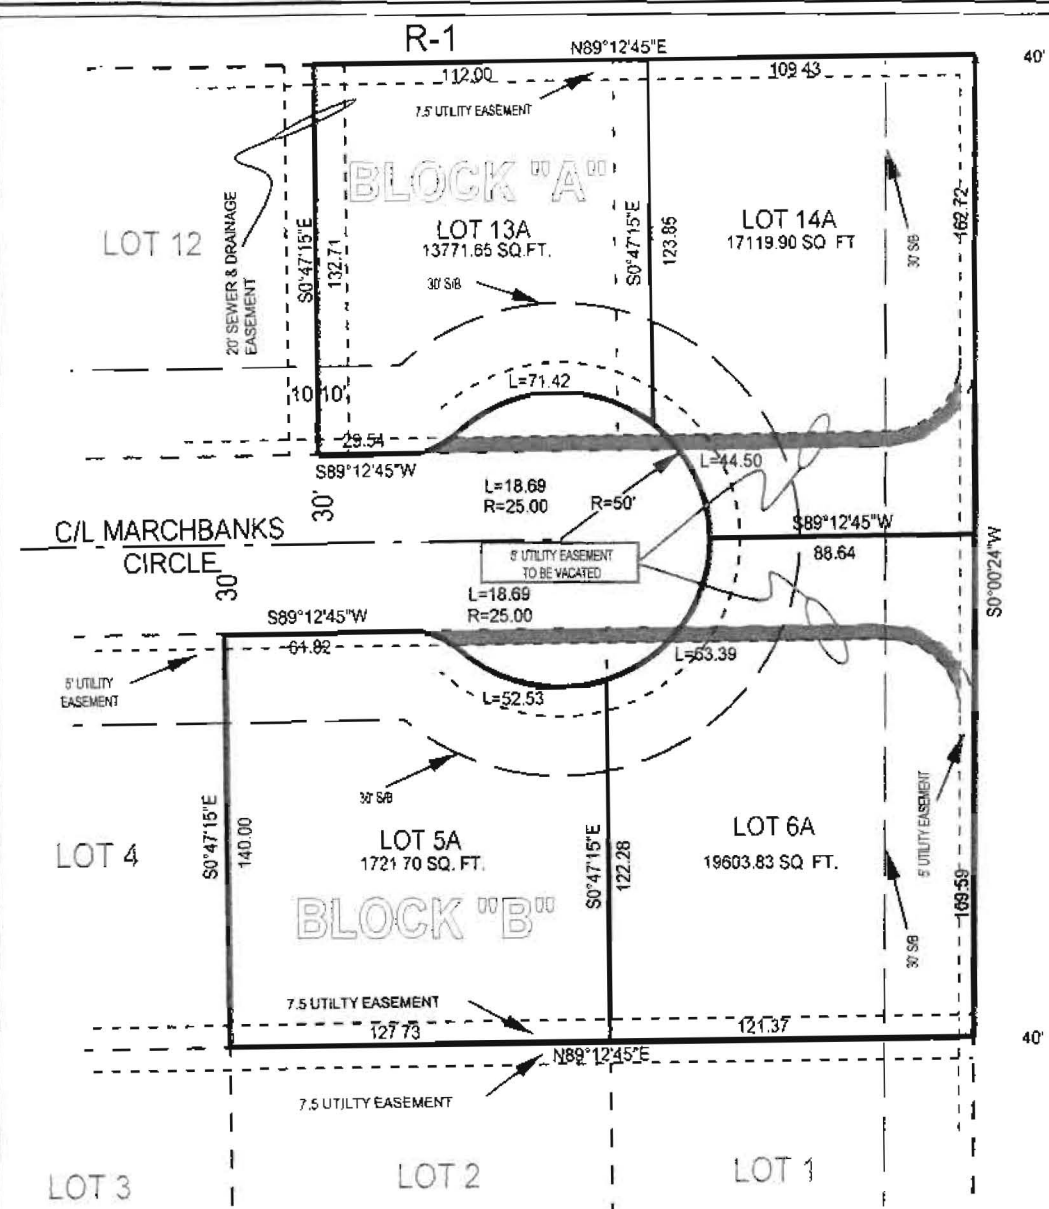 R-1
N89°12'45"E
40'
112.00
109.43
7.5' UTILITY EASEMENT
BLOCK "A"
LOT 12
LOT 13A
13771.65 SQ.FT.
LOT 14A
17119.90 SQ FT
S0°47'15"E
132.71
S0°47'15"E
123.85
162.72
20' SEWER & DRAINAGE
EASEMENT
30' S/B
30' S/B
10' 10'
L=71.42
29.54
S89°12'45"W
L=44.50
L=18.69
R=25.00
R=50'
30'
C/L MARCHBANKS
CIRCLE
S89°12'45"W
88.64
5' UTILITY EASEMENT
TO BE VACATED
30'
L=18.69
R=25.00
S0°00'24"W
S89°12'45"W
61.82
L=63.39
5' UTILITY
EASEMENT
L=52.53
30' S/B
LOT 4
S0°47'15"E
140.00
LOT 5A
1721 70 SQ. FT.
S0°47'15"E
122.28
LOT 6A
19603.83 SQ FT.
5' UTILITY EASEMENT
169.59
30' S/B
BLOCK "B"
7.5 UTILTY EASEMENT
127 73
121.37
N89°12'45"E
40'
7.5 UTILTY EASEMENT
LOT 3
LOT 2
LOT 1